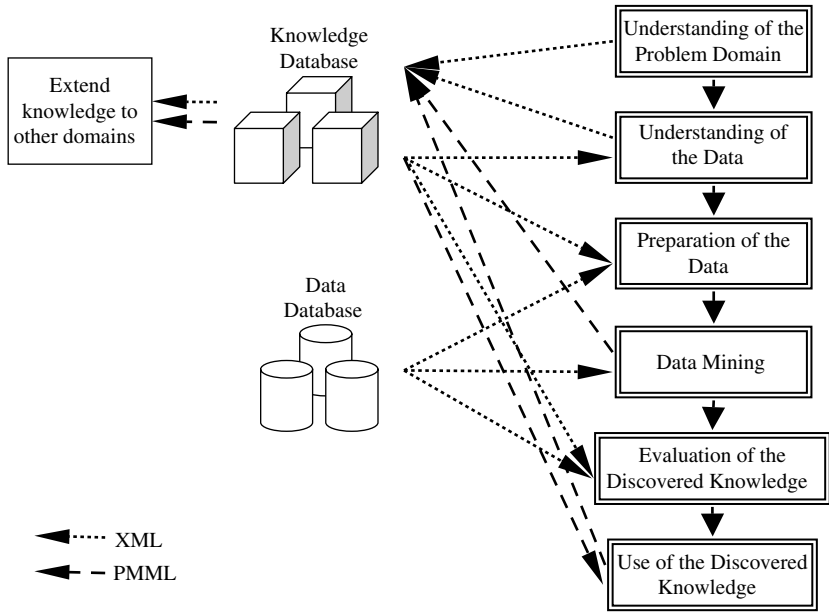 Knowledge
Database
Extend
knowledge to
other domains
Data
Database
XML
PMML
Understanding of the
Problem Domain
Understanding of
the Data
Preparation of the
Data
Data Mining
Evaluation of the
Discovered Knowledge
Use of the Discovered
Knowledge